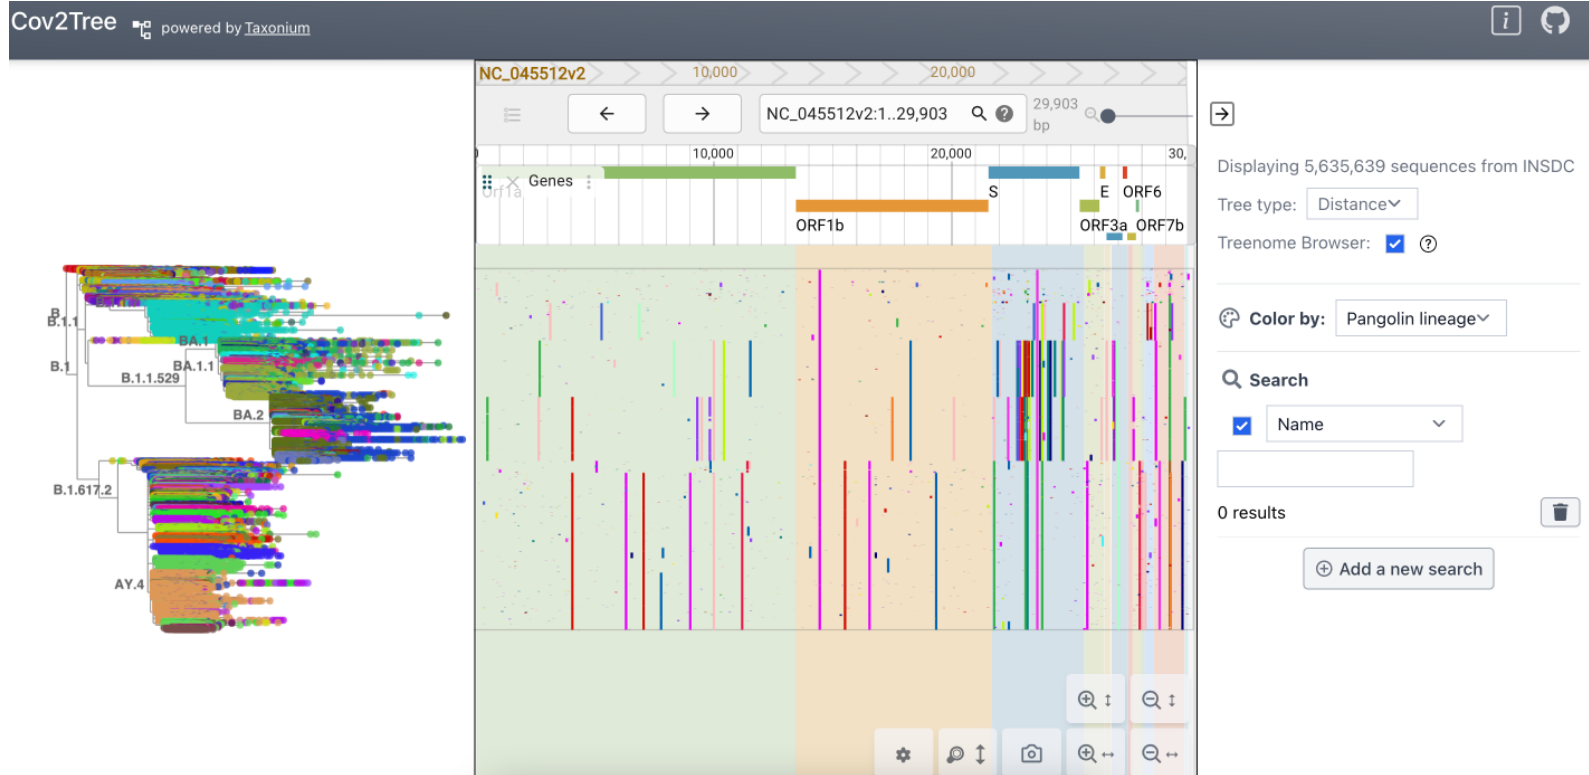 Cov2Tree powered by Taxonium
NC_045512v2 10,000 20,000
NC_045512v2:1..29,903
29,903
bp
0 10,000 20,000 30,
Genes
Orf1a
S E ORF6
ORF1b ORF3a ORF7b
B
B.1.1
B.1
BA.1
BA.1.1
B.1.1.529
BA.2
B.1.617.2
AY.4
Displaying 5,635,639 sequences from INSDC
Tree type: Distance
Treenome Browser:
Color by: Pangolin lineage
Search
Name
0 results
Add a new search